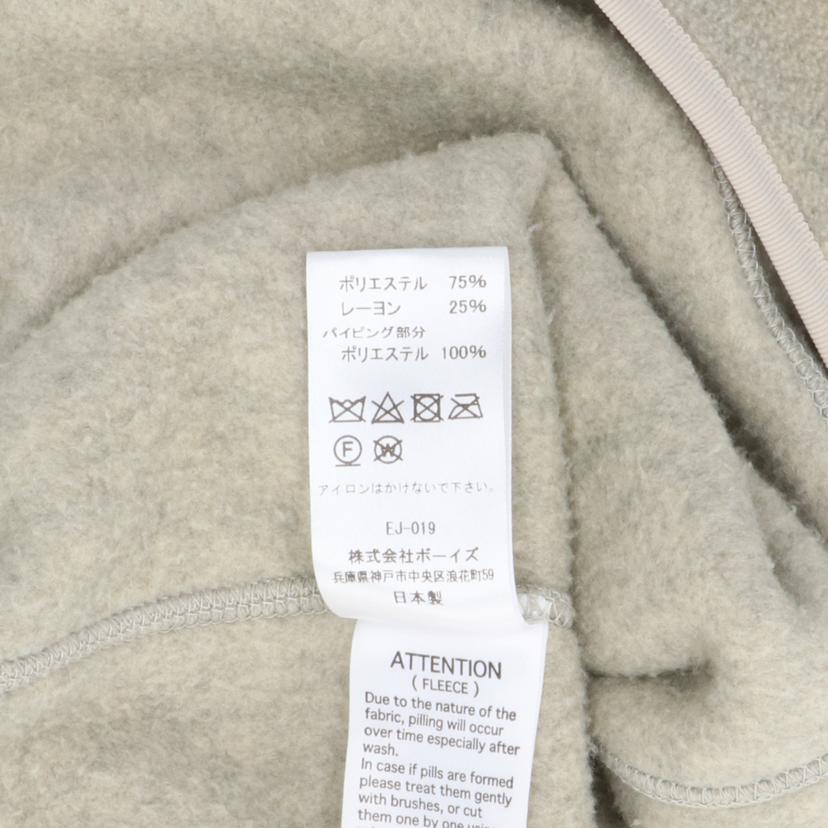 ポリエステル 75%
レーヨン 25%
パイピング部分
ポリエステル 100%
F
W
アイロンはかけないで下さい。
EJ-019
株式会社ボーイズ
兵庫県神戸市中央区浪花町59
日本製
ATTENTION
( FLEECE )
Due to the nature of the
fabric, pilling will occur
over time especially after
wash.
In case if pills are formed
please treat them gently
with brushes, or cut
them one by one using